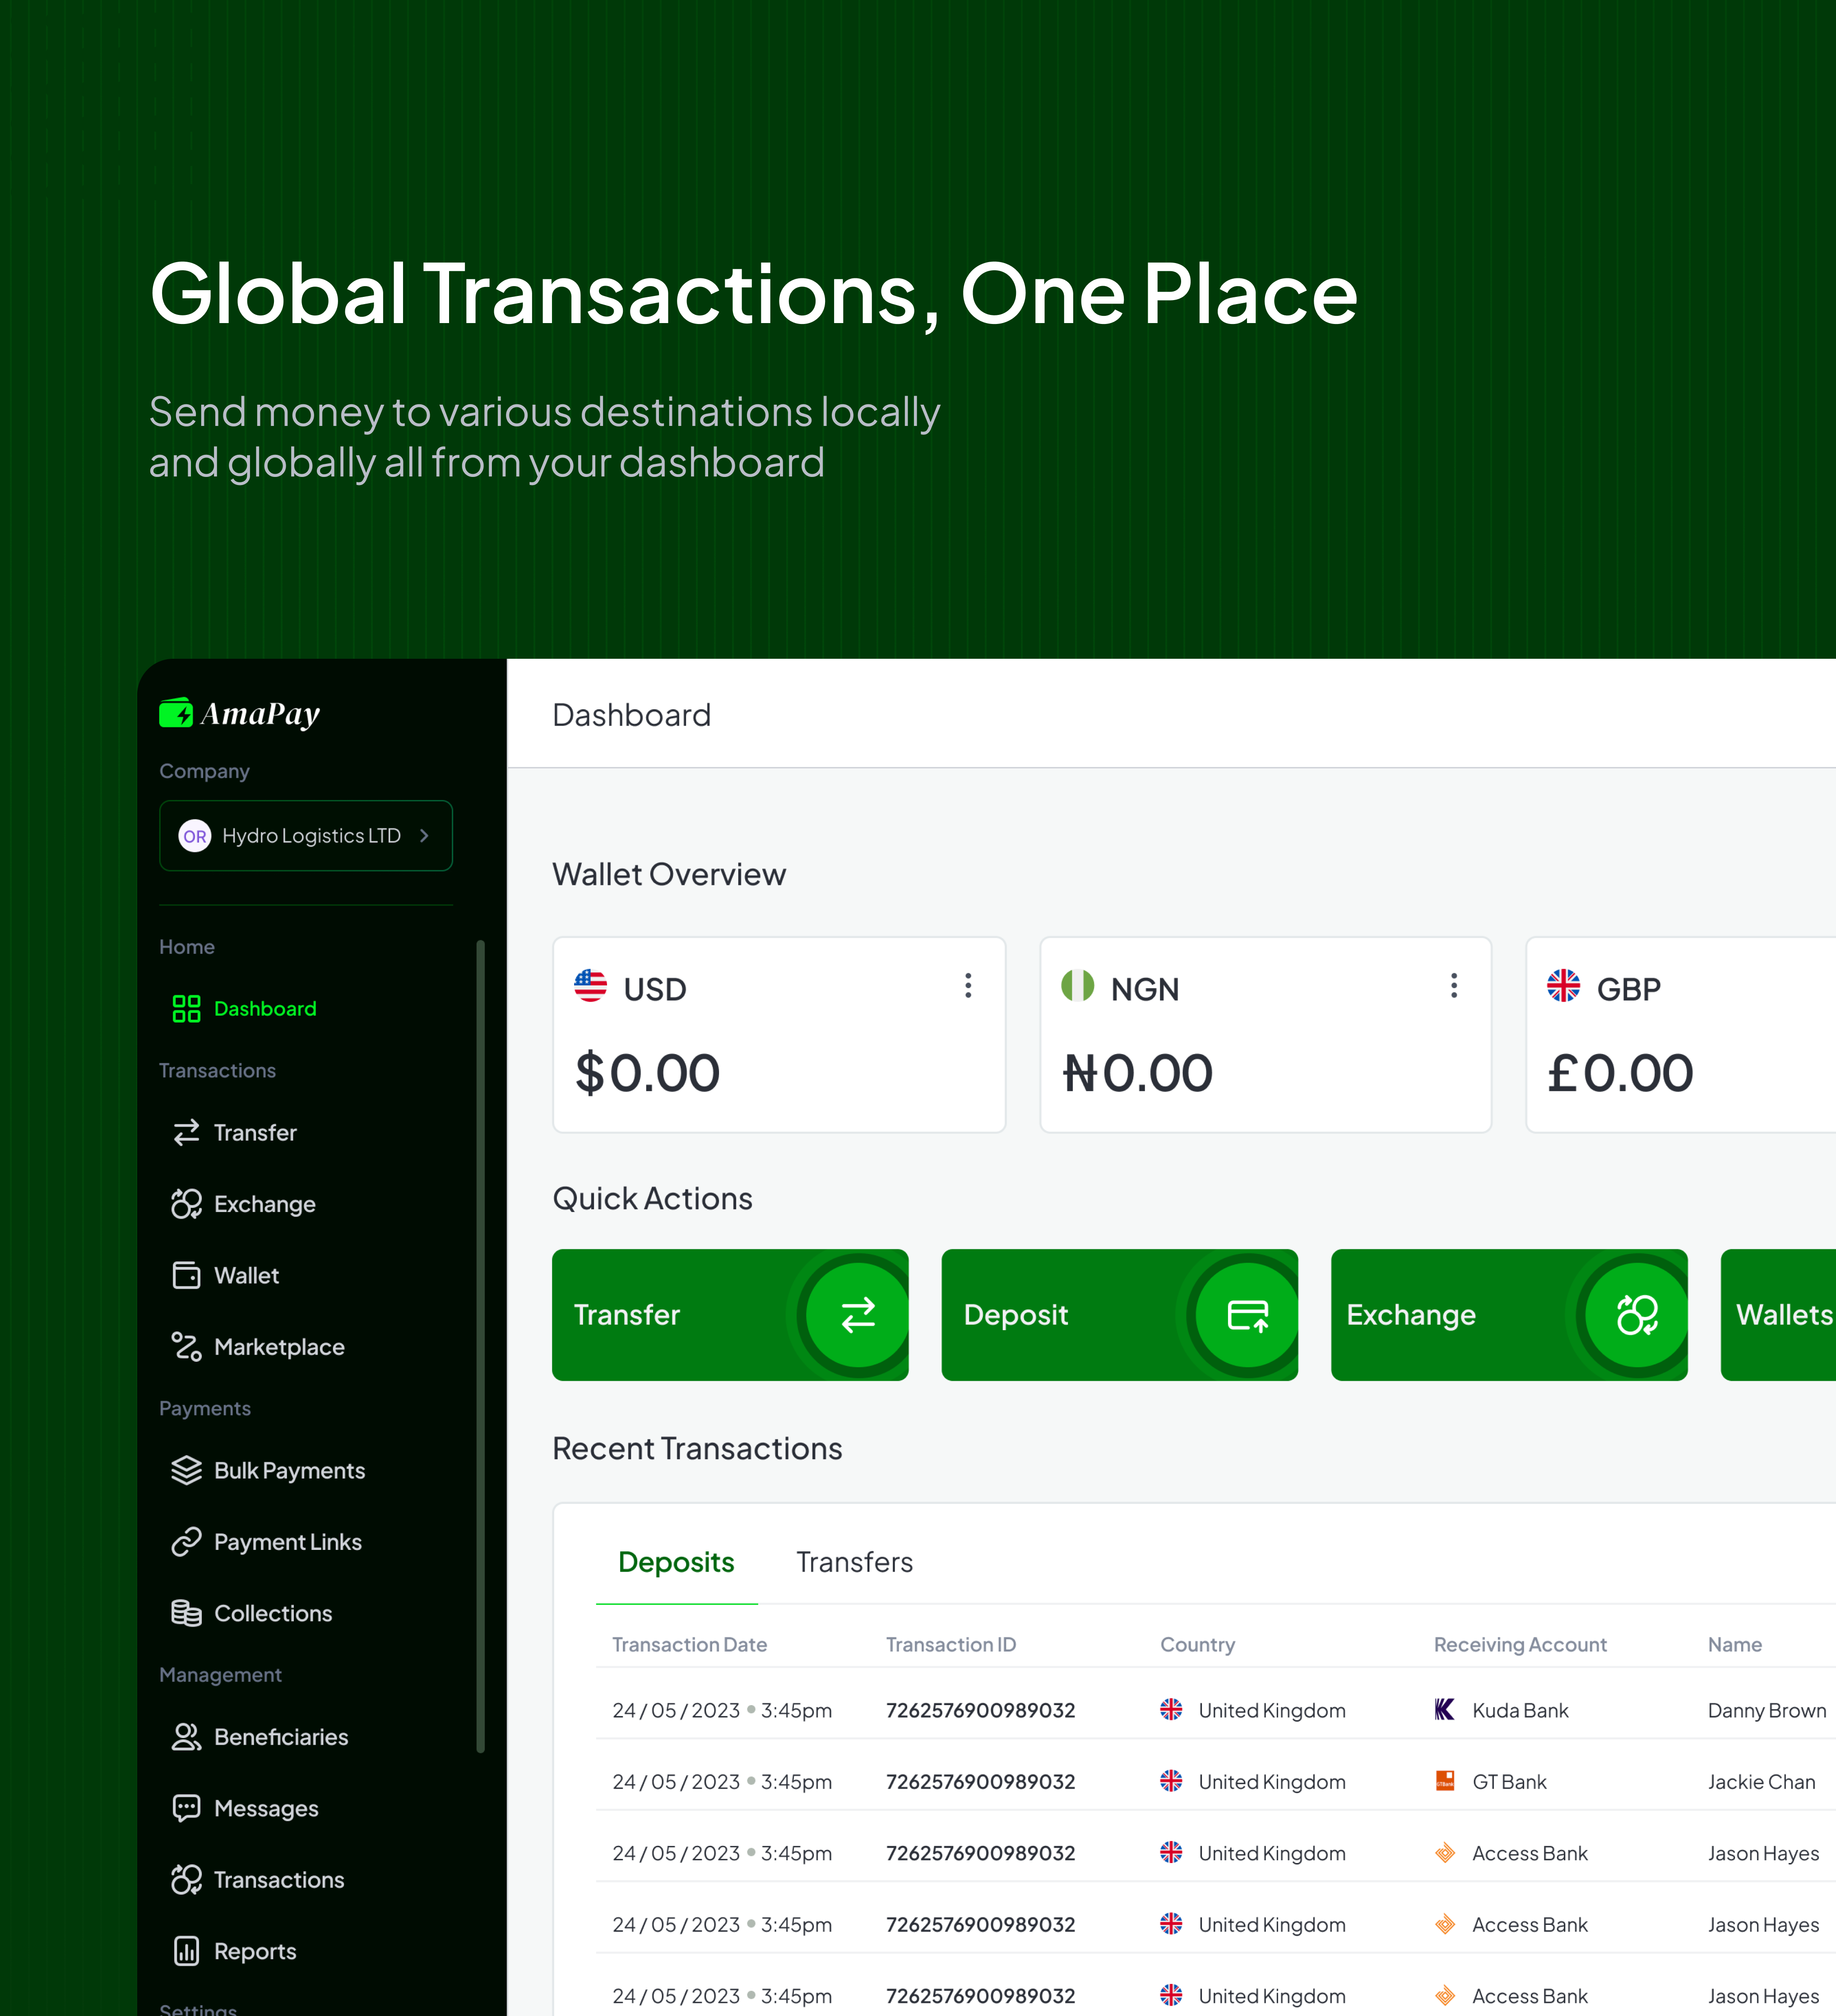 Global Transactions, One Place
Send money to various destinations locally
and globally all from your dashboard
AmaPay
Company
OR Hydro Logistics LTD
Home
Dashboard
Transactions
Transfer
Exchange
Wallet
Marketplace
Payments
Bulk Payments
Payment Links
Collections
Management
Beneficiaries
Messages
Transactions
Reports
Settings
Dashboard
Wallet Overview
USD
$0.00
NGN
₦0.00
GBP
£0.00
Quick Actions
Transfer
Deposit
Exchange
Wallets
Recent Transactions
Deposits Transfers
Transaction Date Transaction ID Country Receiving Account Name
24 / 05 / 2023 • 3:45pm 7262576900989032 United Kingdom Kuda Bank Danny Brown
24 / 05 / 2023 • 3:45pm 7262576900989032 United Kingdom GTBank GT Bank Jackie Chan
24 / 05 / 2023 • 3:45pm 7262576900989032 United Kingdom Access Bank Jason Hayes
24 / 05 / 2023 • 3:45pm 7262576900989032 United Kingdom Access Bank Jason Hayes
24 / 05 / 2023 • 3:45pm 7262576900989032 United Kingdom Access Bank Jason Hayes